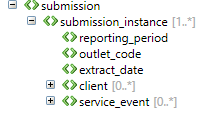 submission
submission_instance [1..*]
reporting_period
outlet_code
extract_date
client [0..*]
service_event [0..*]